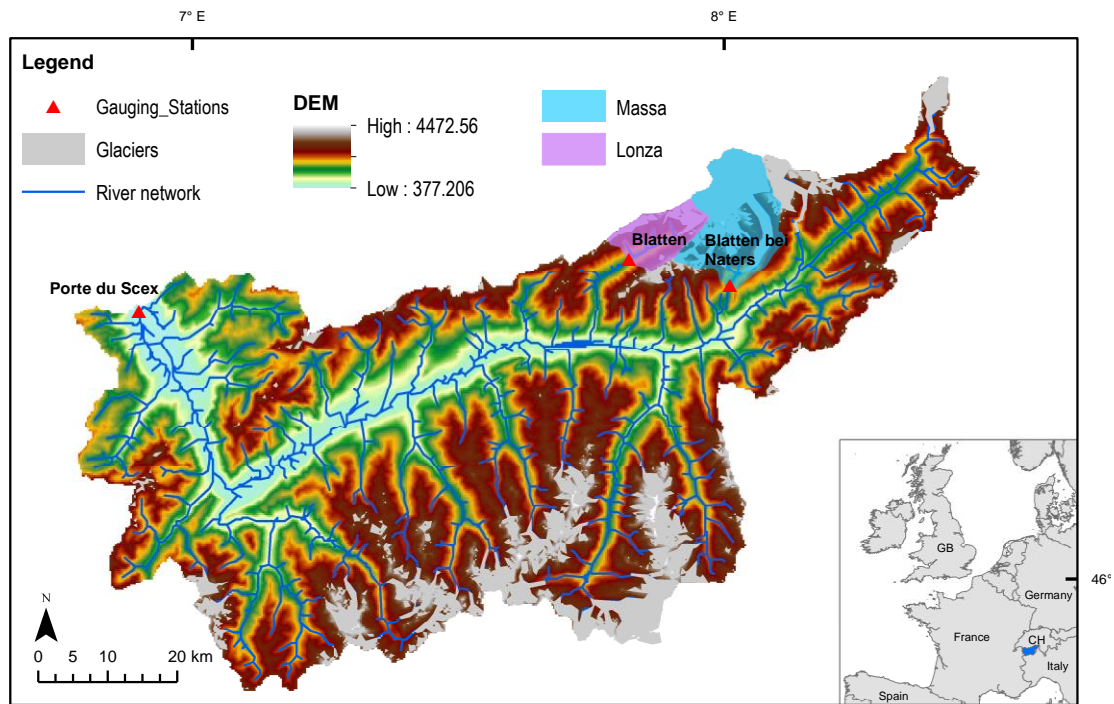 7° E
8° E
Legend
Gauging_Stations
Glaciers
River network
DEM
High : 4472.56
Low : 377.206
Massa
Lonza
Blatten
Blatten bei
Naters
Porte du Scex
46°
N
0 5 10 20 km
GB
Germany
France
CH
Italy
Spain